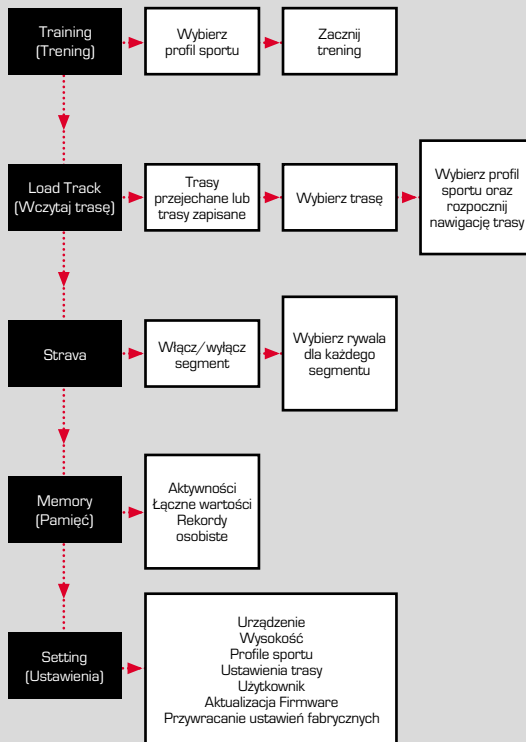 Training
(Trening)
Wybierz
profil sportu
Zacznij
trening
Load Track
(Wczytaj trasę)
Trasy
przejechane lub
trasy zapisane
Wybierz trasę
Wybierz profil
sportu oraz
rozpocznij
nawigację trasy
Strava
Włącz/wyłącz
segment
Wybierz rywala
dla każdego
segmentu
Memory
(Pamięć)
Aktywności
Łączne wartości
Rekordy
osobiste
Setting
(Ustawienia)
Urządzenie
Wysokość
Profile sportu
Ustawienia trasy
Użytkownik
Aktualizacja Firmware
Przywracanie ustawień fabrycznych